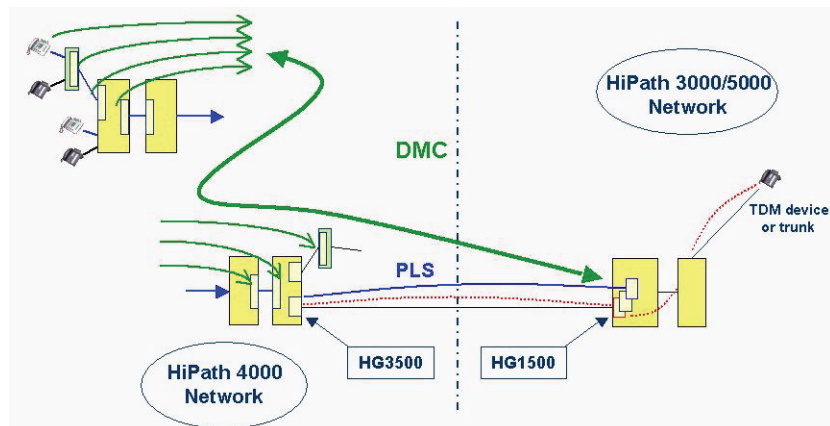 HiPath 3000/5000
Network
DMC
TDM device
or trunk
PLS
HG3500
HG1500
HiPath 4000
Network